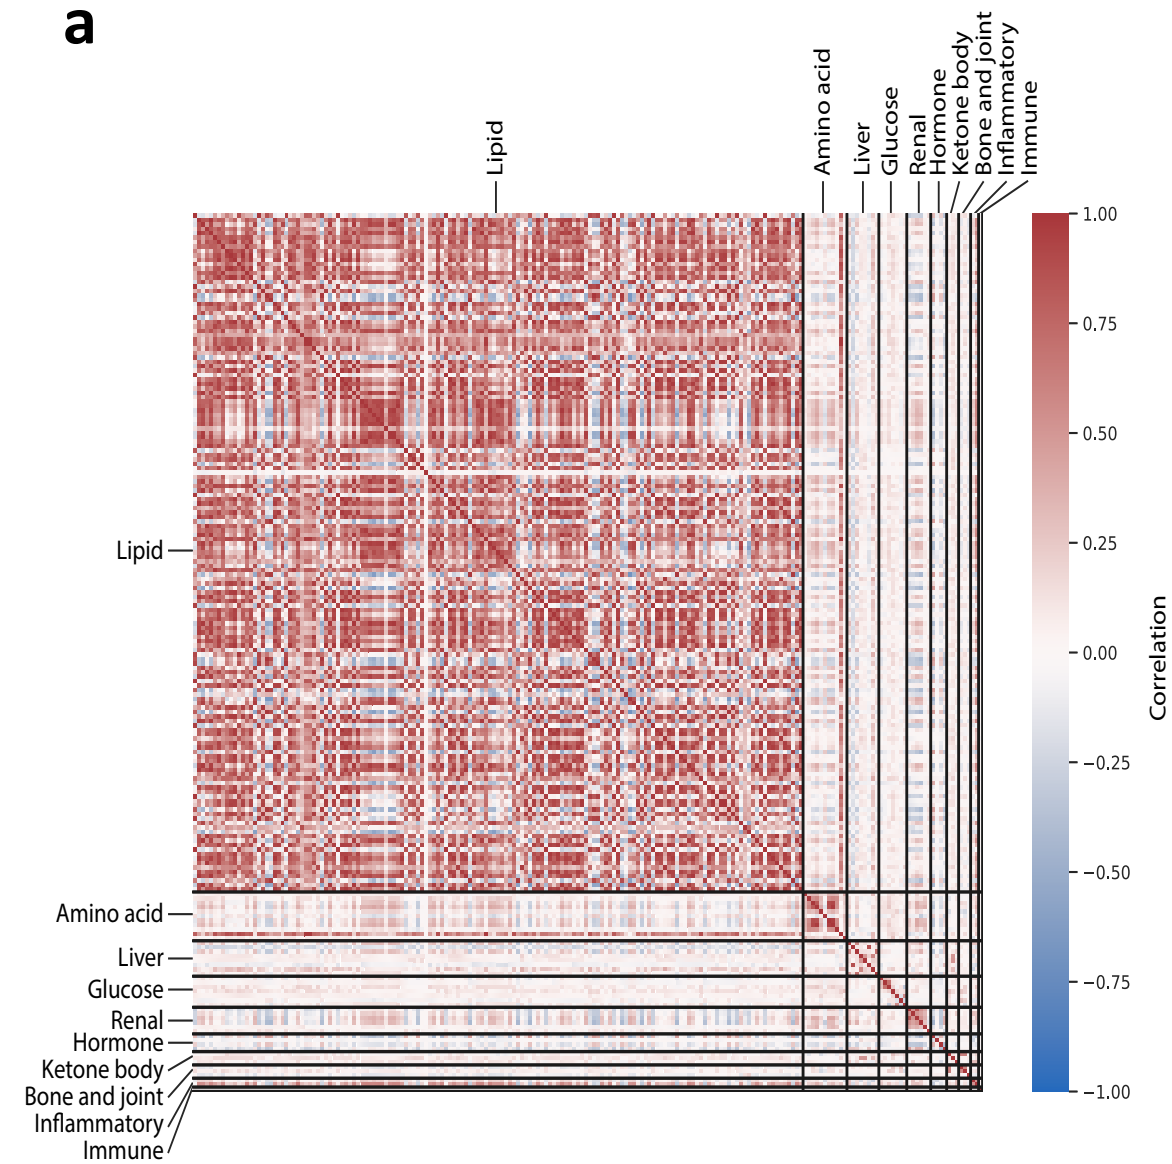 a
Lipid
Amino acid
Liver
Glucose
Renal
Hormone
Ketone body
Bone and joint
Inflammatory
Immune
Lipid
Amino acid
Liver
Glucose
Renal
Hormone
Ketone body
Bone and joint
Inflammatory
Immune
1.00
0.75
0.50
0.25
0.00
−0.25
−0.50
−0.75
−1.00
Correlation